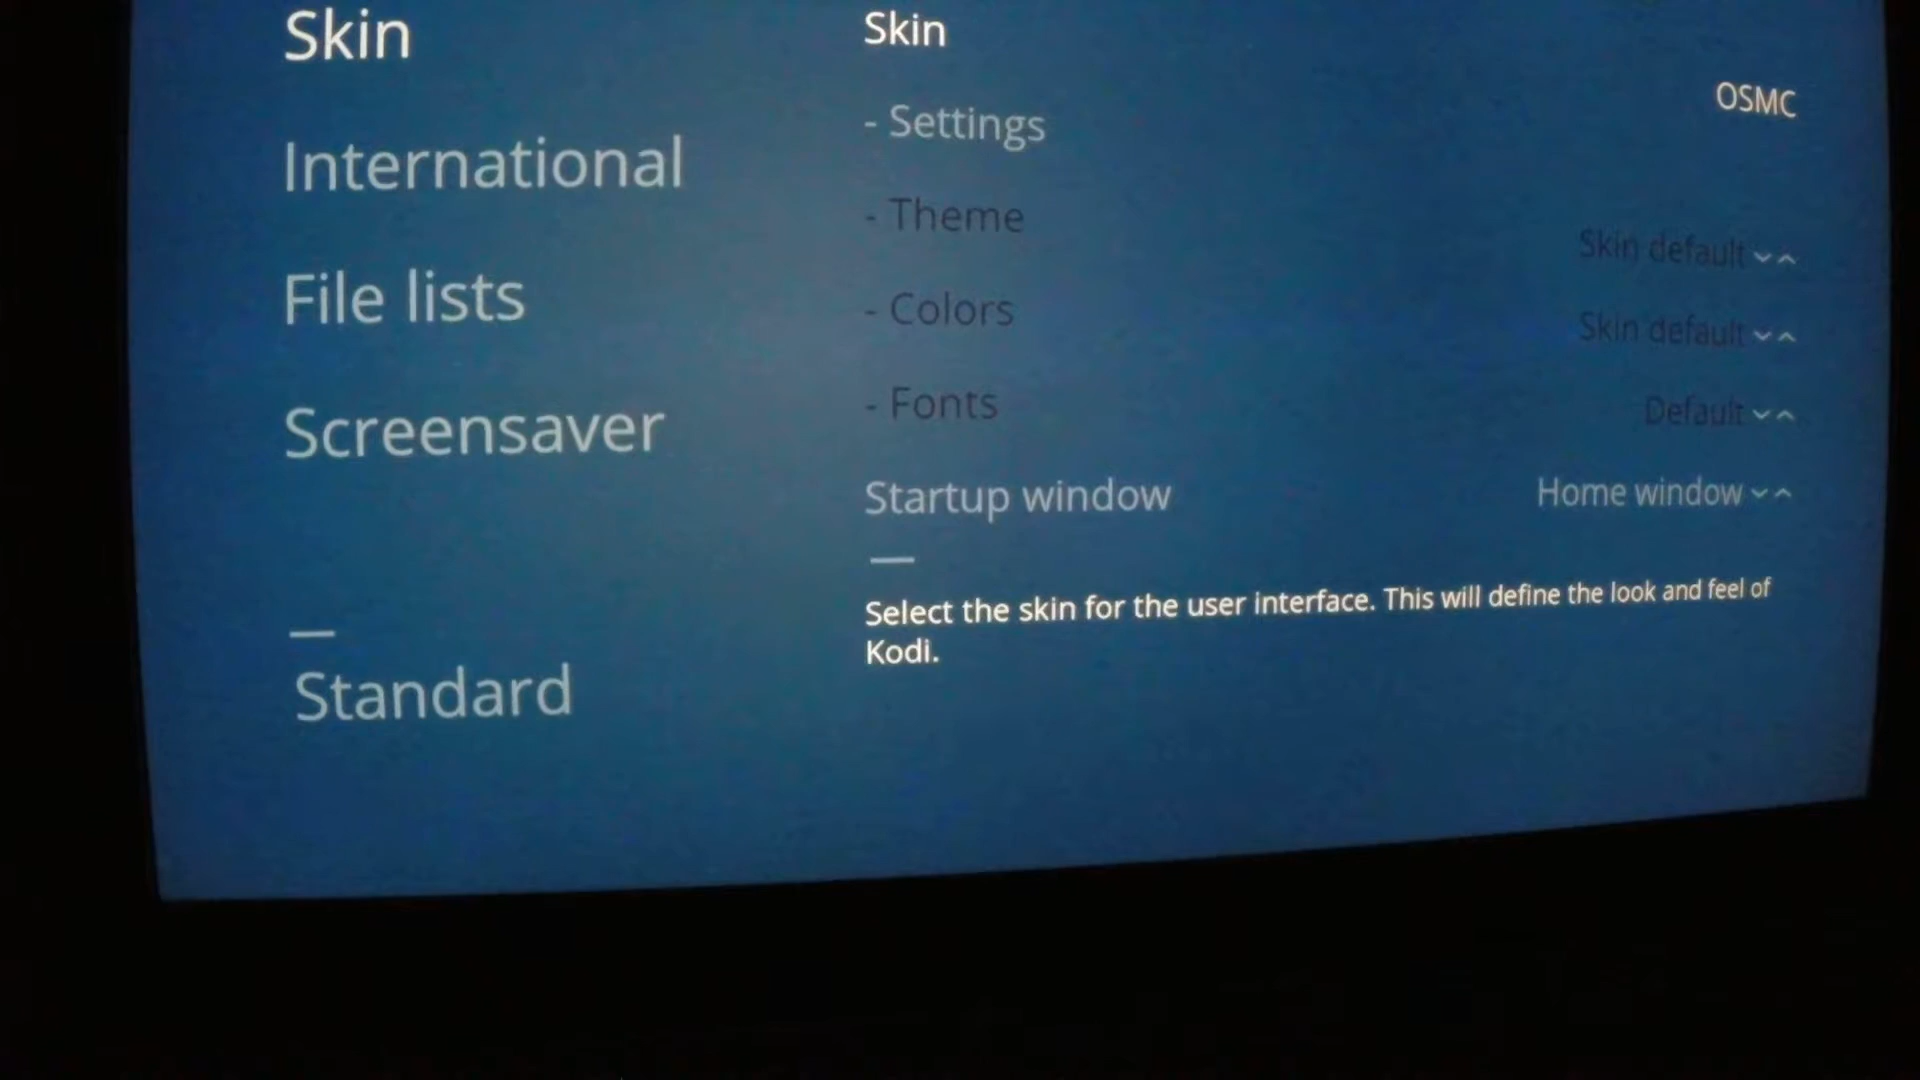 Skin
International
File lists
Screensaver
Standard
Skin
OSMC
- Settings
- Theme
Skin default
- Colors
Skin default
- Fonts
Default
Startup window
Home window
Select the skin for the user interface. This will define the look and feel of
Kodi.